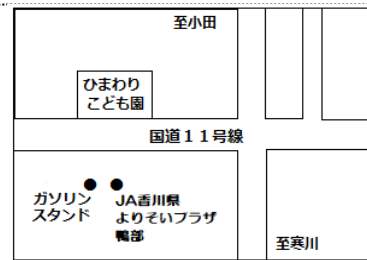 至小田
ひまわり
こども園
国道11号線
ガソリン
スタンド
JA香川県
よりそいプラザ
鴨部
至寒川